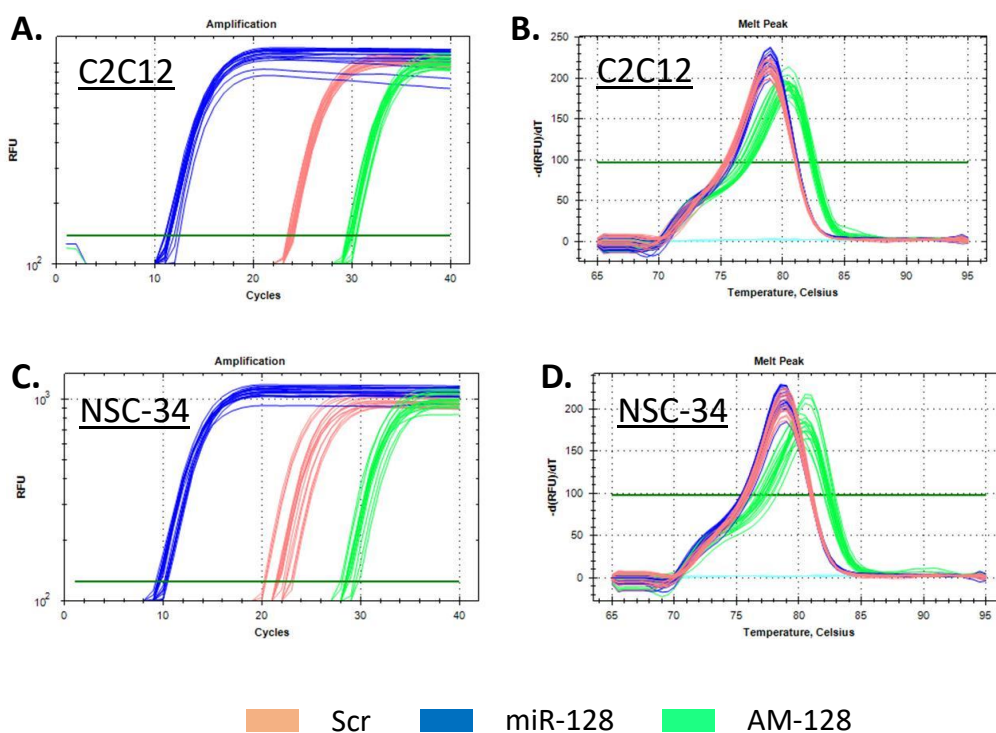 A.
Amplification
C2C12
RFU
10²
0 10 20 30 40
Cycles
B.
Melt Peak
C2C12
-d(RFU)/dT
250
200
150
100
50
0
65 70 75 80 85 90 95
Temperature, Celsius
C.
Amplification
NSC-34
RFU
10³
10²
0 10 20 30 40
Cycles
D.
Melt Peak
NSC-34
-d(RFU)/dT
200
150
100
50
0
65 70 75 80 85 90 95
Temperature, Celsius
Scr miR-128 AM-128